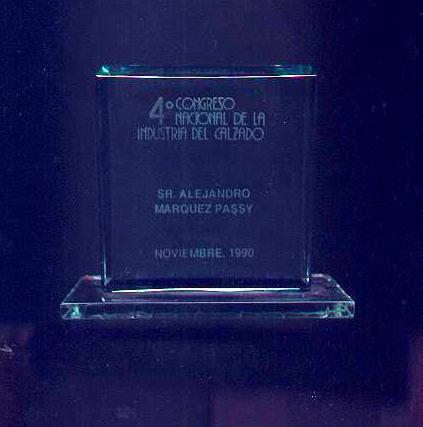 4° CONGRESO
NACIONAL DE LA
INDUSTRIA DEL CALZADO
SR. ALEJANDRO
MARQUEZ PASSY
NOVIEMBRE, 1990